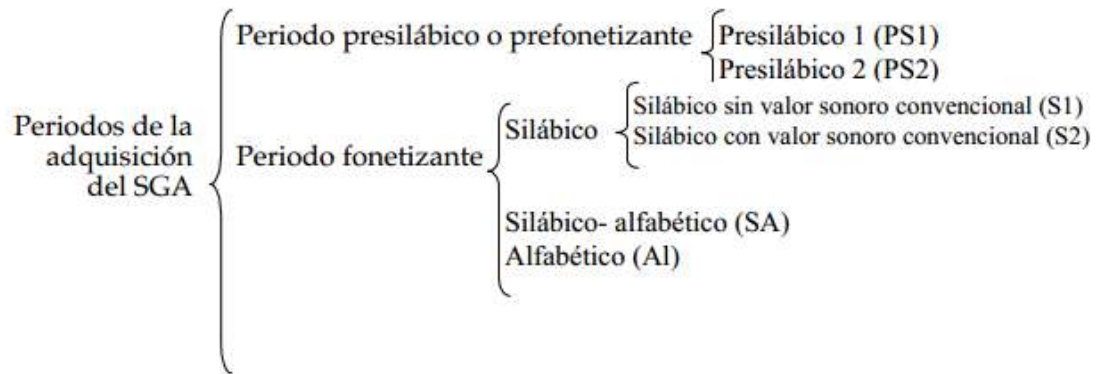 Periodos de la
adquisición
del SGA
Periodo presilábico o prefonetizante
Presilábico 1 (PS1)
Presilábico 2 (PS2)
Periodo fonetizante
Silábico
Silábico sin valor sonoro convencional (S1)
Silábico con valor sonoro convencional (S2)
Silábico- alfabético (SA)
Alfabético (Al)